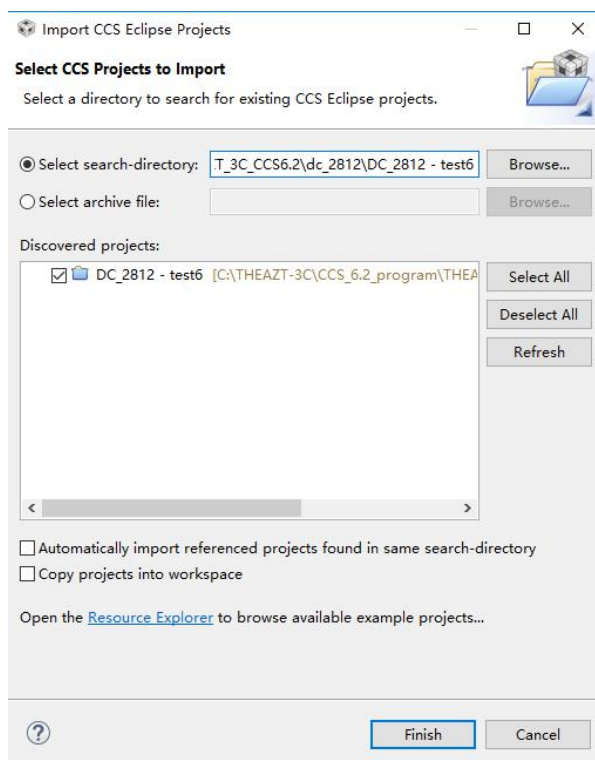 Import CCS Eclipse Projects
Select CCS Projects to Import
Select a directory to search for existing CCS Eclipse projects.
Select search-directory: T_3C_CCS6.2\dc_2812\DC_2812 - test6 Browse...
Select archive file: Browse...
Discovered projects:
DC_2812 - test6 [C:\THEAZT-3C\CCS_6.2_program\THEA
Select All
Deselect All
Refresh
Automatically import referenced projects found in same search-directory
Copy projects into workspace
Open the Resource Explorer to browse available example projects...
Finish Cancel